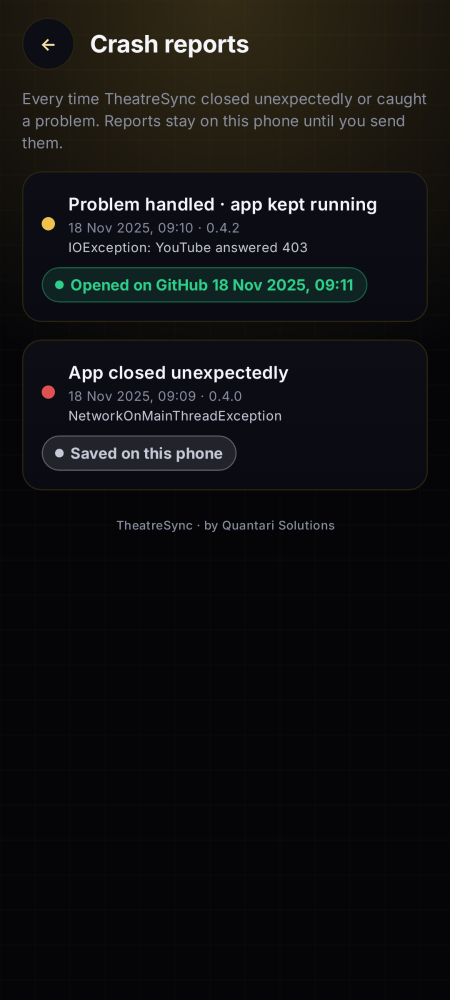 Crash reports
Every time TheatreSync closed unexpectedly or caught
a problem. Reports stay on this phone until you send
them.
Problem handled · app kept running
18 Nov 2025, 09:10 · 0.4.2
IOException: YouTube answered 403
Opened on GitHub 18 Nov 2025, 09:11
App closed unexpectedly
18 Nov 2025, 09:09 · 0.4.0
NetworkOnMainThreadException
Saved on this phone
TheatreSync · by Quantari Solutions